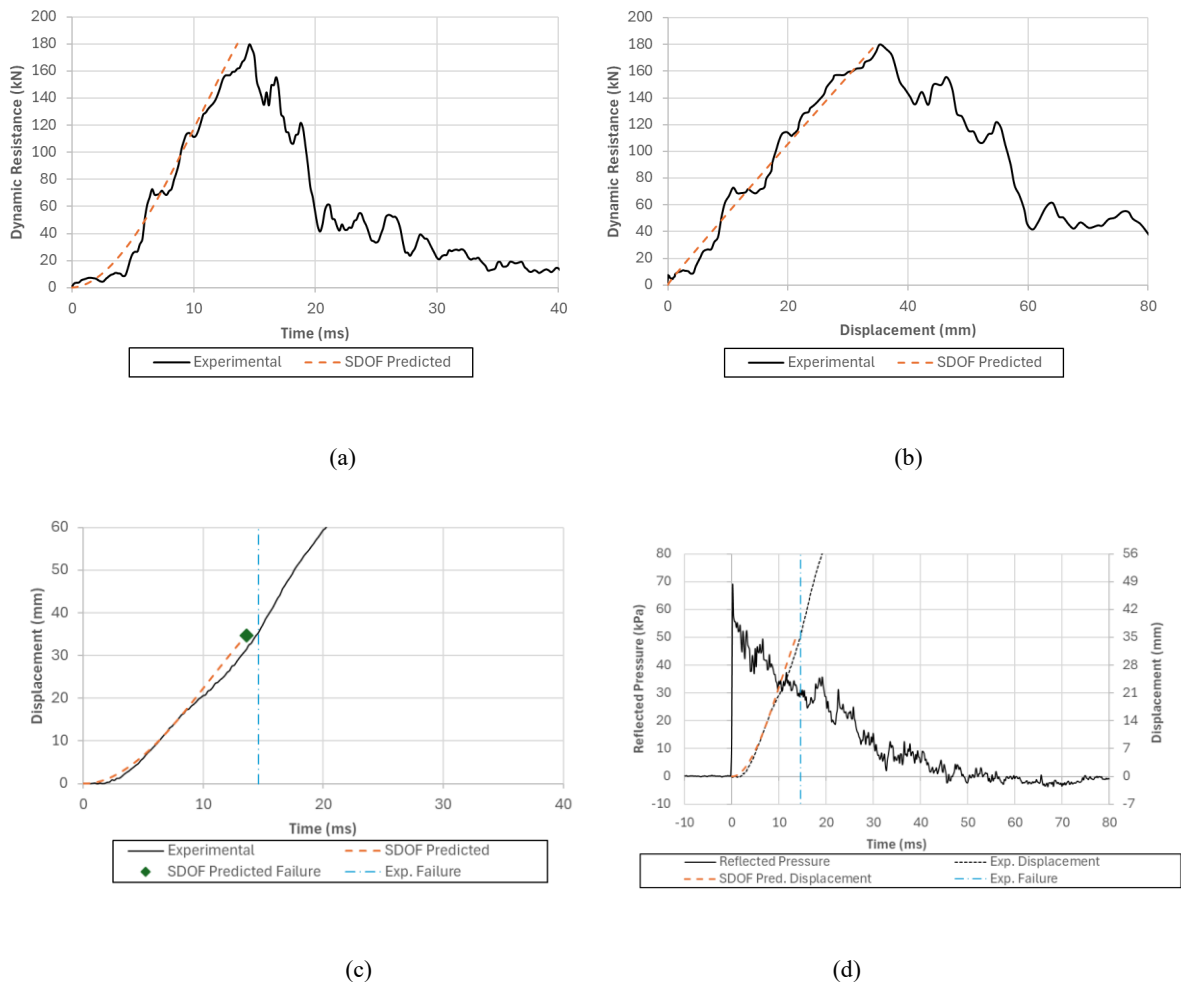 200
180
160
140
120
100
80
60
40
20
0
Dynamic Resistance (kN)
0 10 20 30 40
Time (ms)
Experimental SDOF Predicted
(a)
200
180
160
140
120
100
80
60
40
20
0
Dynamic Resistance (kN)
0 20 40 60 80
Displacement (mm)
Experimental SDOF Predicted
(b)
60
50
40
30
20
10
0
Displacement (mm)
0 10 20 30 40
Time (ms)
Experimental SDOF Predicted
SDOF Predicted Failure Exp. Failure
(c)
80
70
60
50
40
30
20
10
0
-10
Reflected Pressure (kPa)
56
49
42
35
28
21
14
7
0
-7
Displacement (mm)
-10 0 10 20 30 40 50 60 70 80
Time (ms)
Reflected Pressure Exp. Displacement
SDOF Pred. Displacement Exp. Failure
(d)